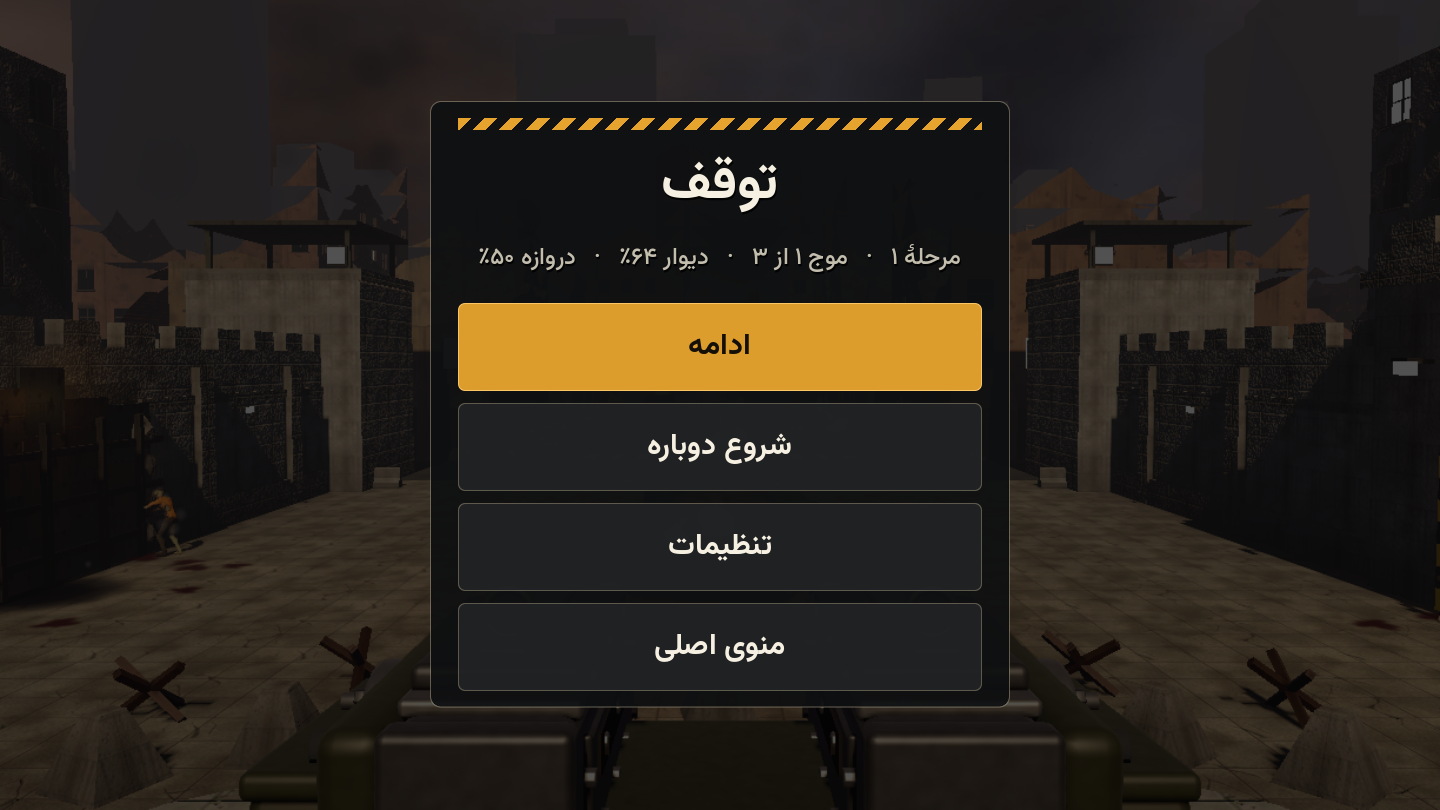 توقف
مرحلهٔ ۱ · موج ۱ از ۳ · دیوار ۶۴٪ · دروازه ۵۰٪
ادامه
شروع دوباره
تنظیمات
منوی اصلی